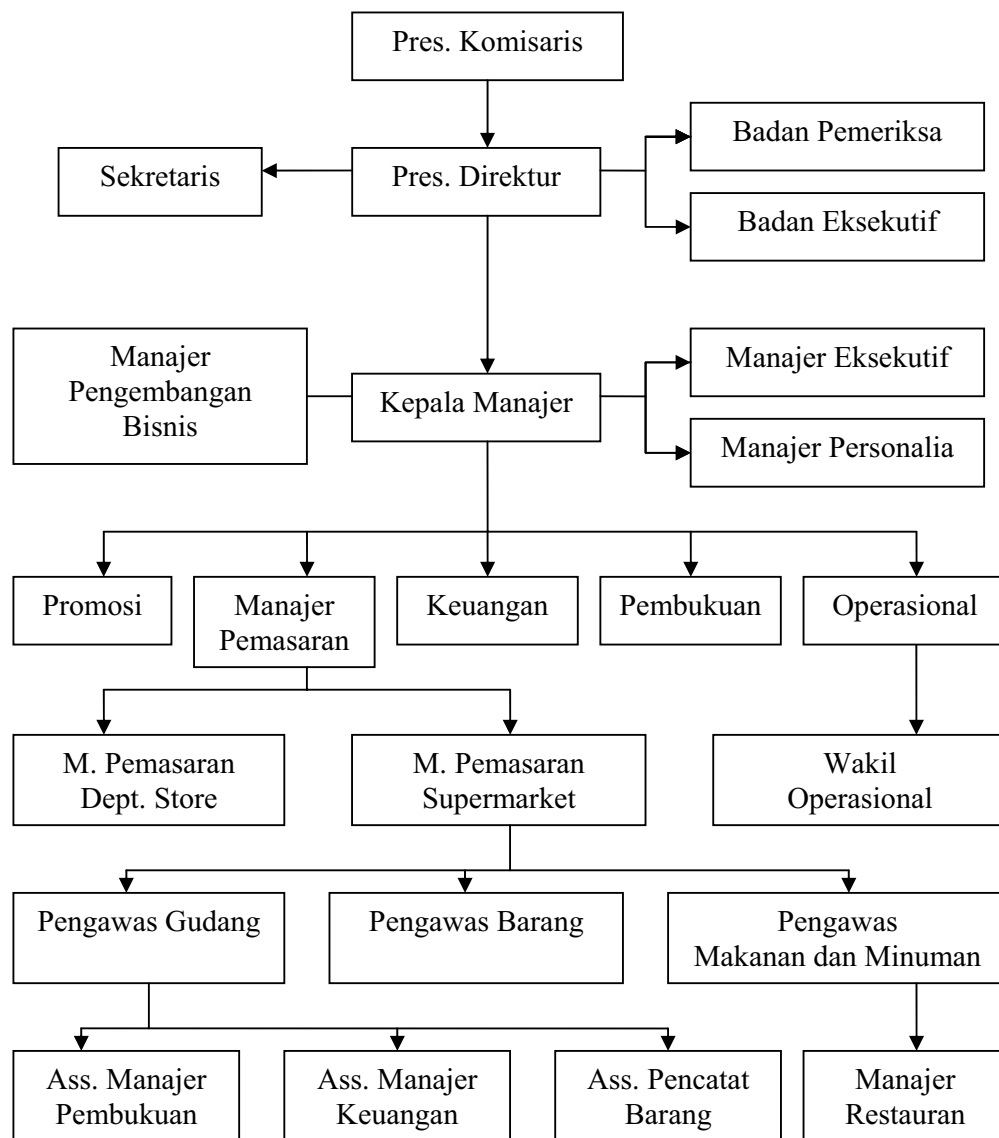 Pres. Komisaris
Sekretaris
Pres. Direktur
Badan Pemeriksa
Badan Eksekutif
Manajer
Pengembangan
Bisnis
Kepala Manajer
Manajer Eksekutif
Manajer Personalia
Promosi
Manajer
Pemasaran
Keuangan
Pembukuan
Operasional
M. Pemasaran
Dept. Store
M. Pemasaran
Supermarket
Wakil
Operasional
Pengawas Gudang
Pengawas Barang
Pengawas
Makanan dan Minuman
Ass. Manajer
Pembukuan
Ass. Manajer
Keuangan
Ass. Pencatat
Barang
Manajer
Restauran